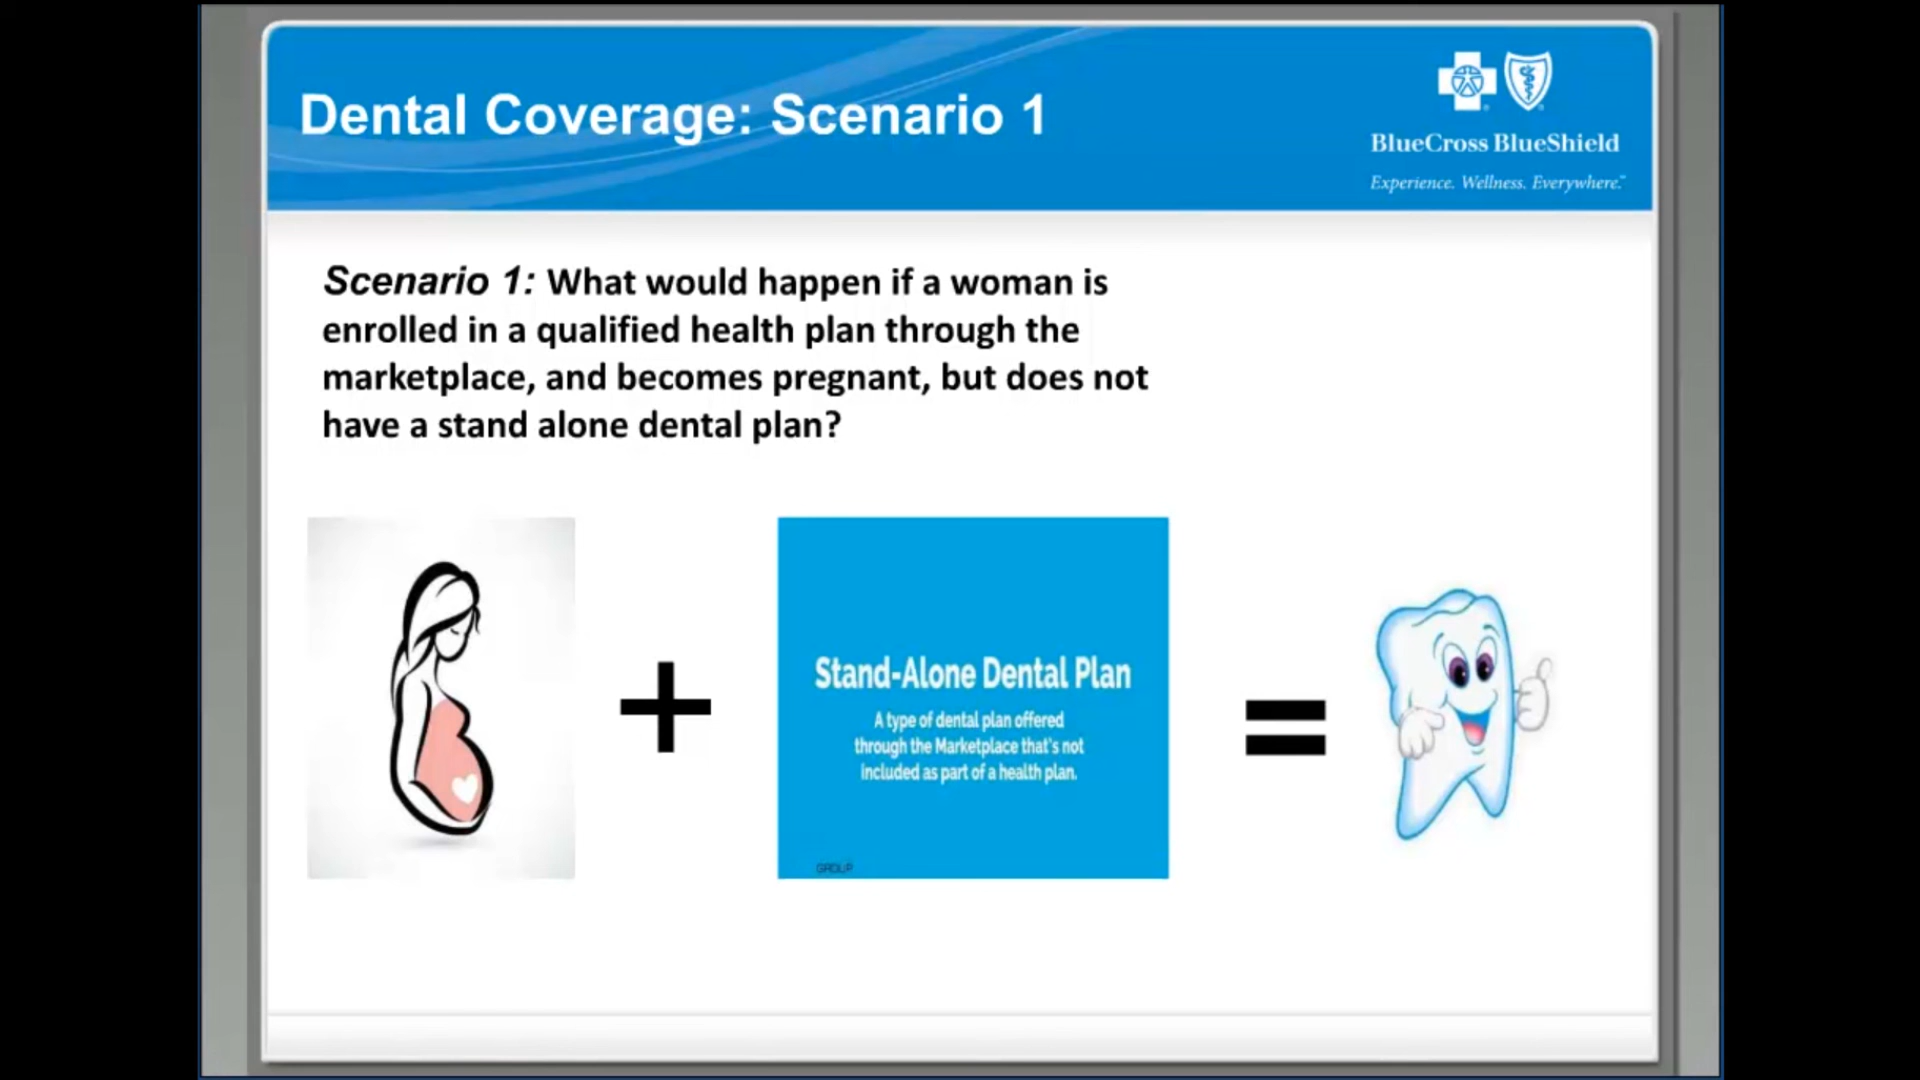 Dental Coverage: Scenario 1
BlueCross BlueShield
Experience. Wellness. Everywhere.℠
Scenario 1: What would happen if a woman is
enrolled in a qualified health plan through the
marketplace, and becomes pregnant, but does not
have a stand alone dental plan?
Stand-Alone Dental Plan
A type of dental plan offered
through the Marketplace that's not
included as part of a health plan.
GROUP